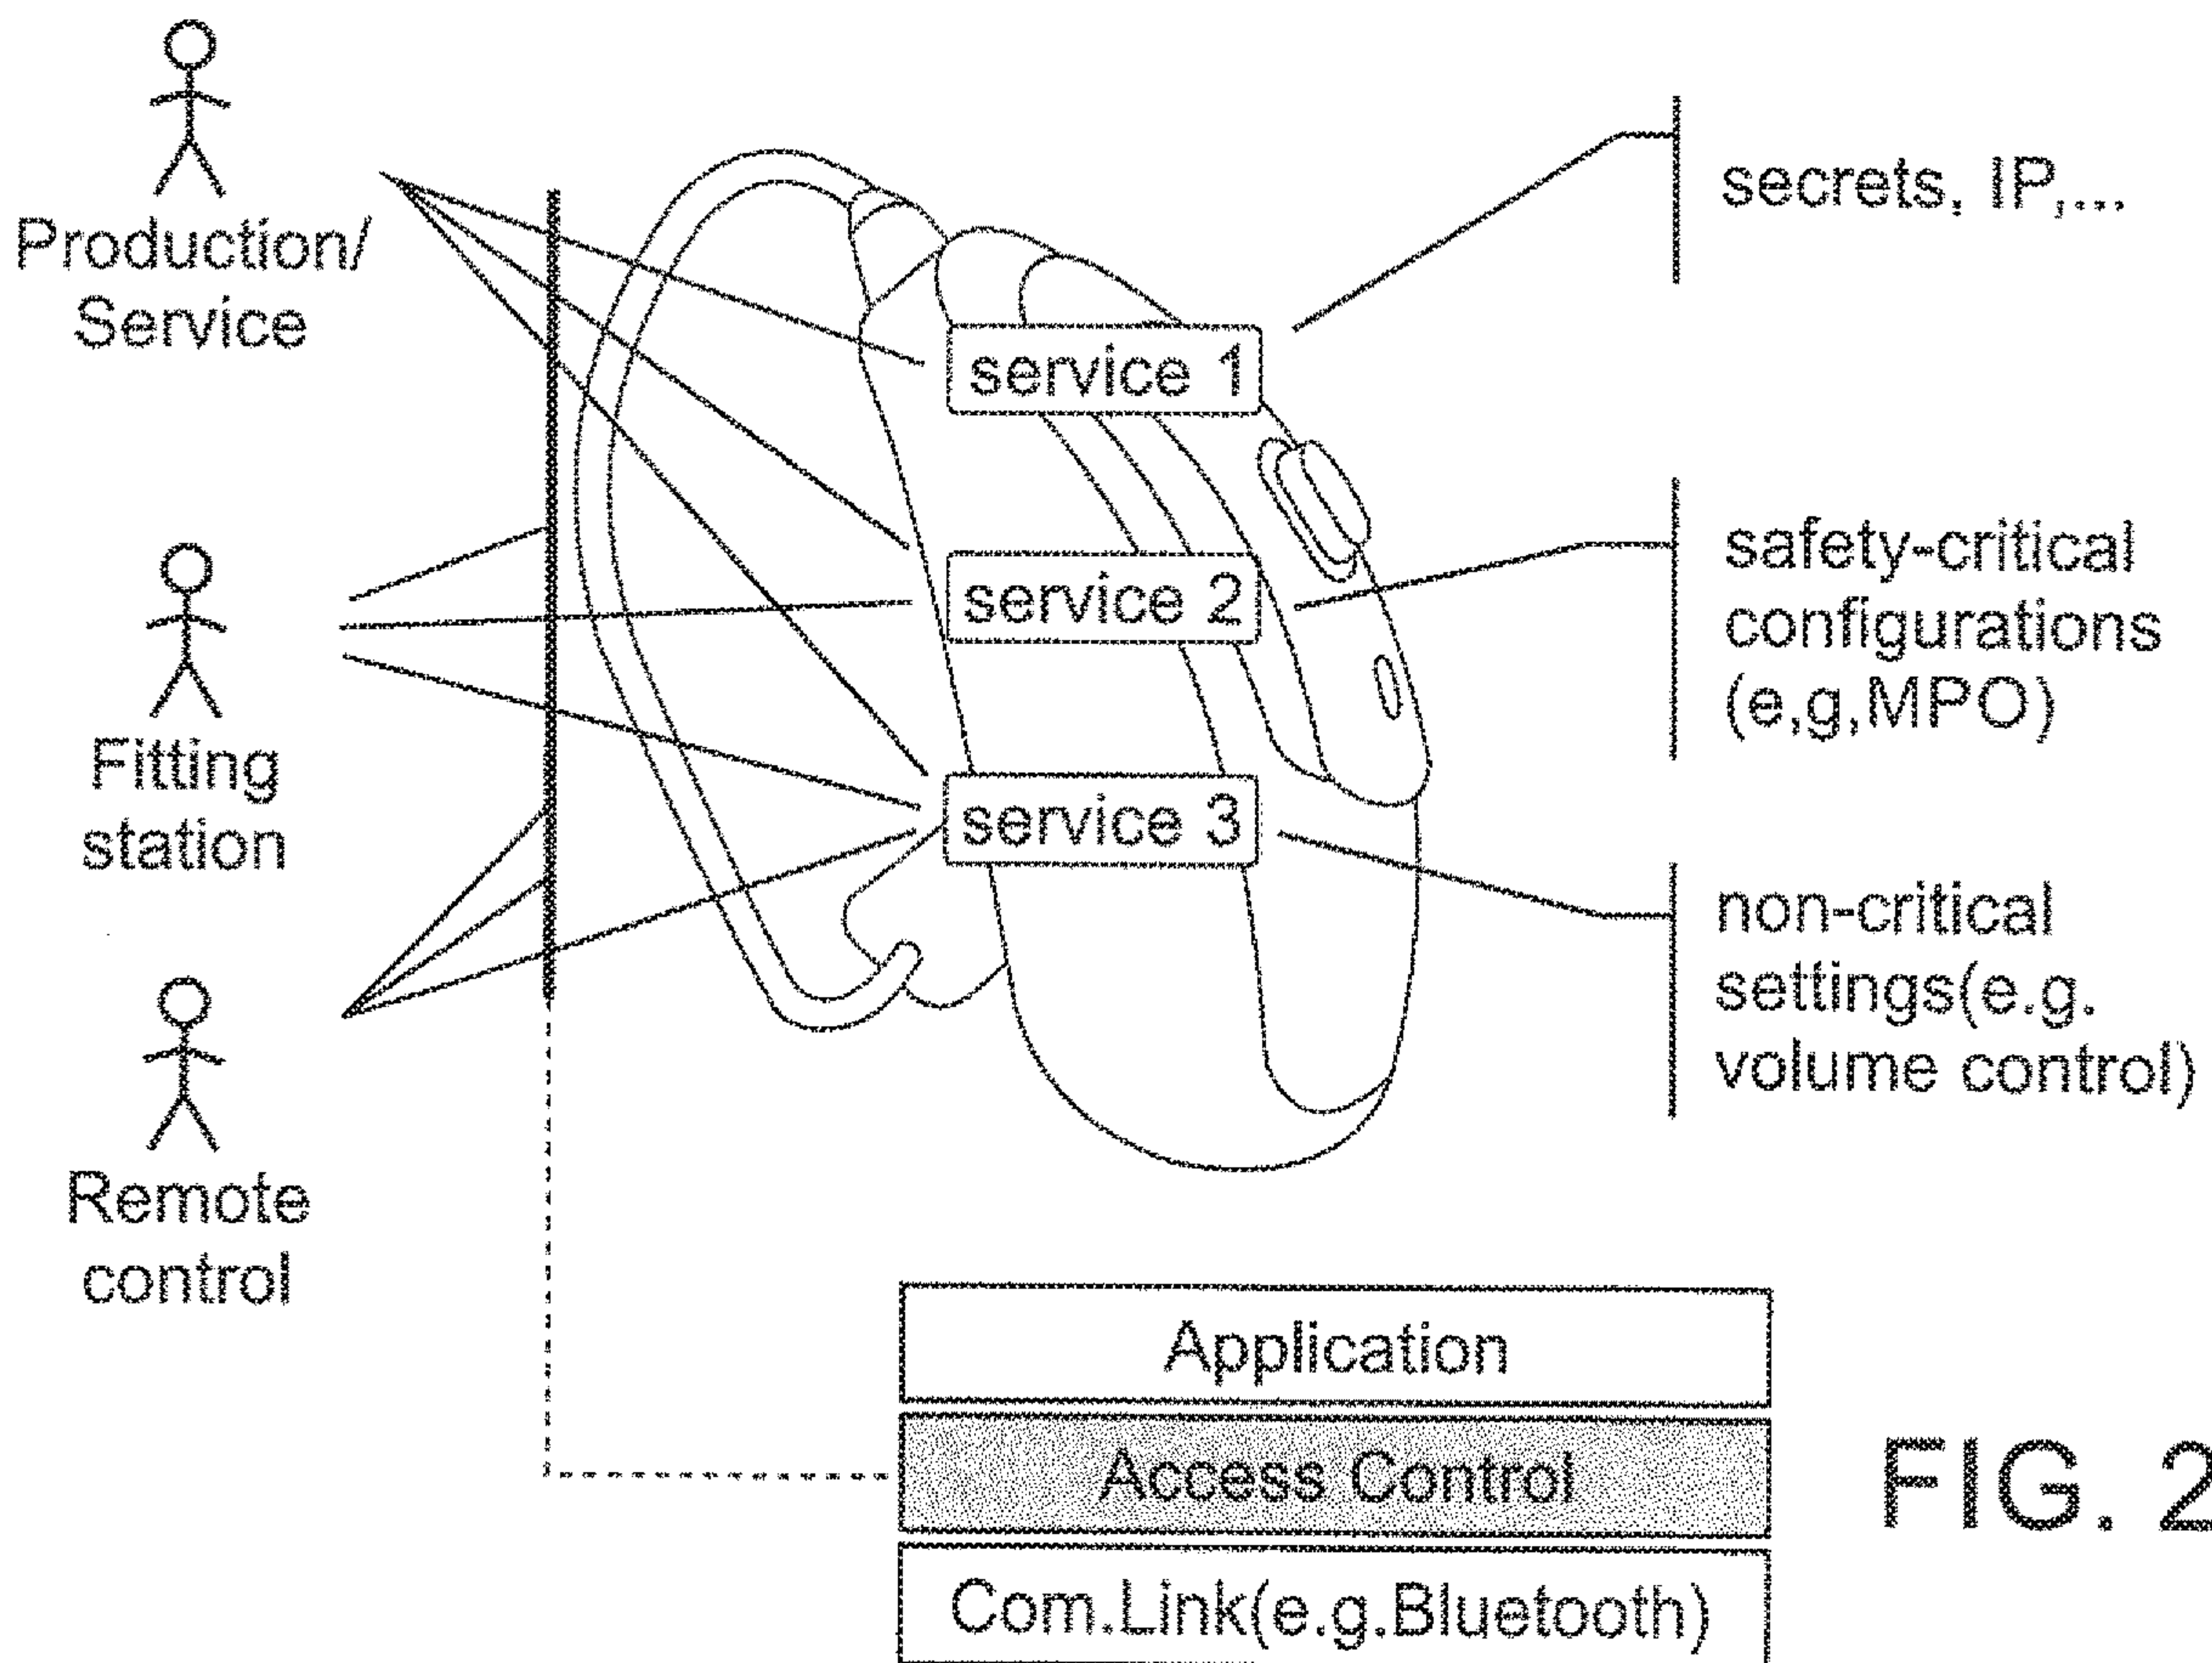 Production/
Service
Fitting
station
Remote
control
service 1
service 2
service 3
secrets, IP,...
safety-critical
configurations
(e,g,MPO)
non-critical
settings(e.g.
volume control)
Application
Access Control
Com.Link(e.g.Bluetooth)
FIG. 2